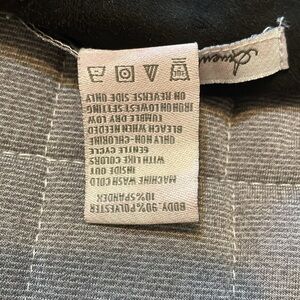 BODY: 90% POLYESTER
10% SPANDEX
MACHINE WASH COLD
INSIDE OUT
WITH LIKE COLORS
GENTLE CYCLE
ONLY NON-CHLORINE
BLEACH WHEN NEEDED
TUMBLE DRY LOW
IRON ON LOWEST SETTING
ON REVERSE SIDE ONLY